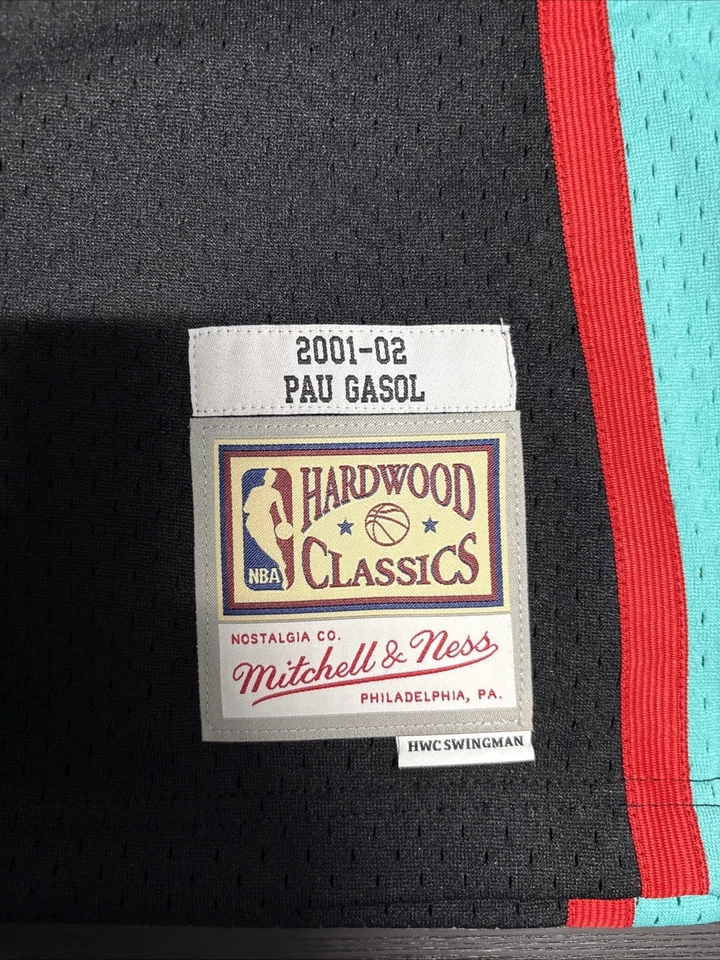 2001-02
PAU GASOL
HARDWOOD
NBA
CLASSICS
NOSTALGIA CO.
Mitchell & Ness
PHILADELPHIA, PA.
HWC SWINGMAN